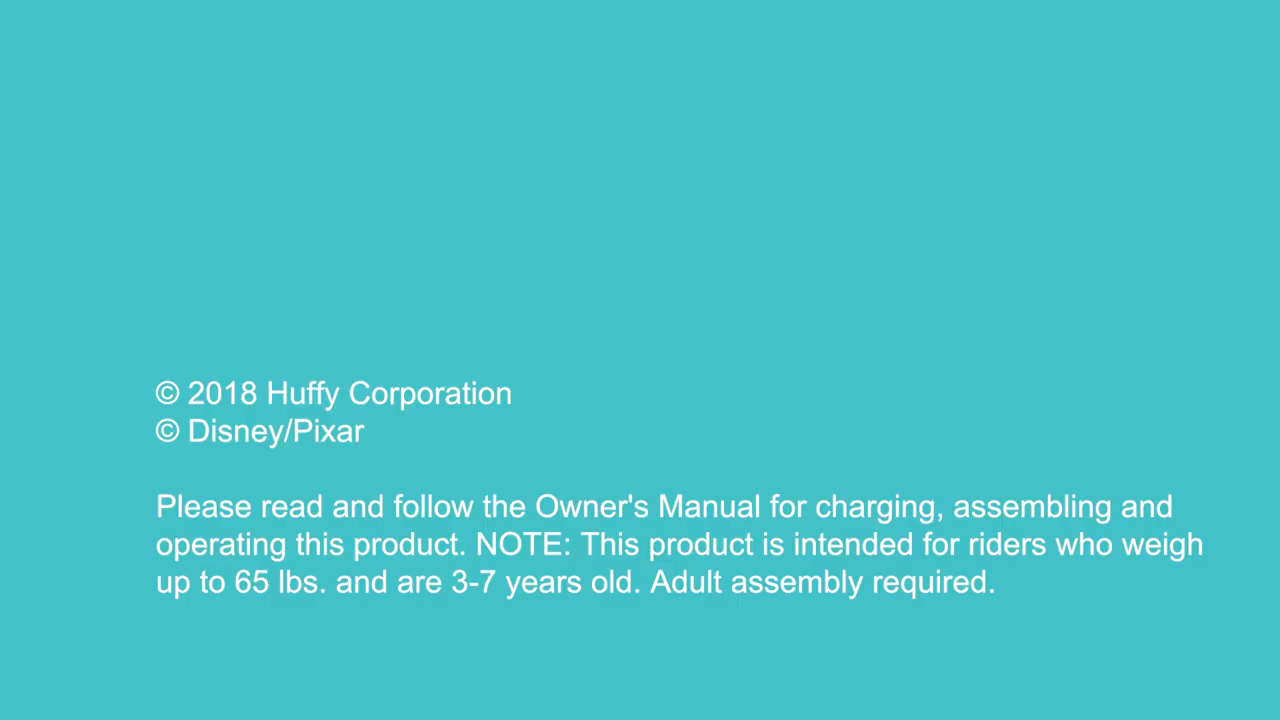 © 2018 Huffy Corporation
© Disney/Pixar
Please read and follow the Owner's Manual for charging, assembling and
operating this product. NOTE: This product is intended for riders who weigh
up to 65 lbs. and are 3-7 years old. Adult assembly required.